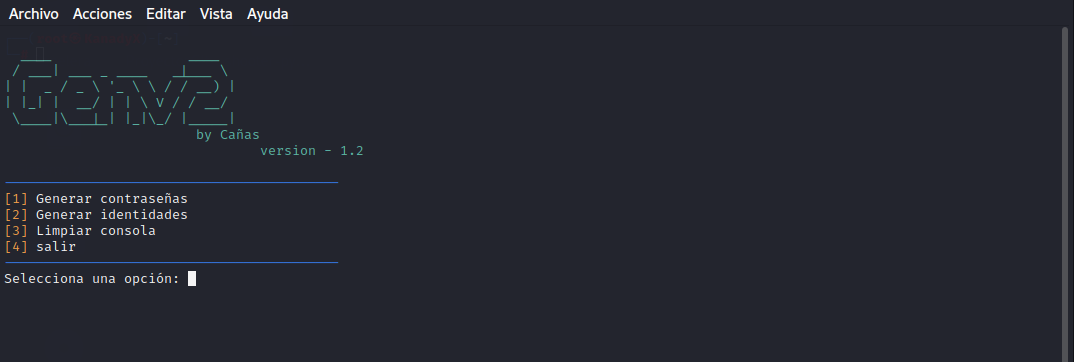 Archivo Acciones Editar Vista Ayuda
Genv2
by Cañas
version - 1.2
[1] Generar contraseñas
[2] Generar identidades
[3] Limpiar consola
[4] salir
Selecciona una opción: